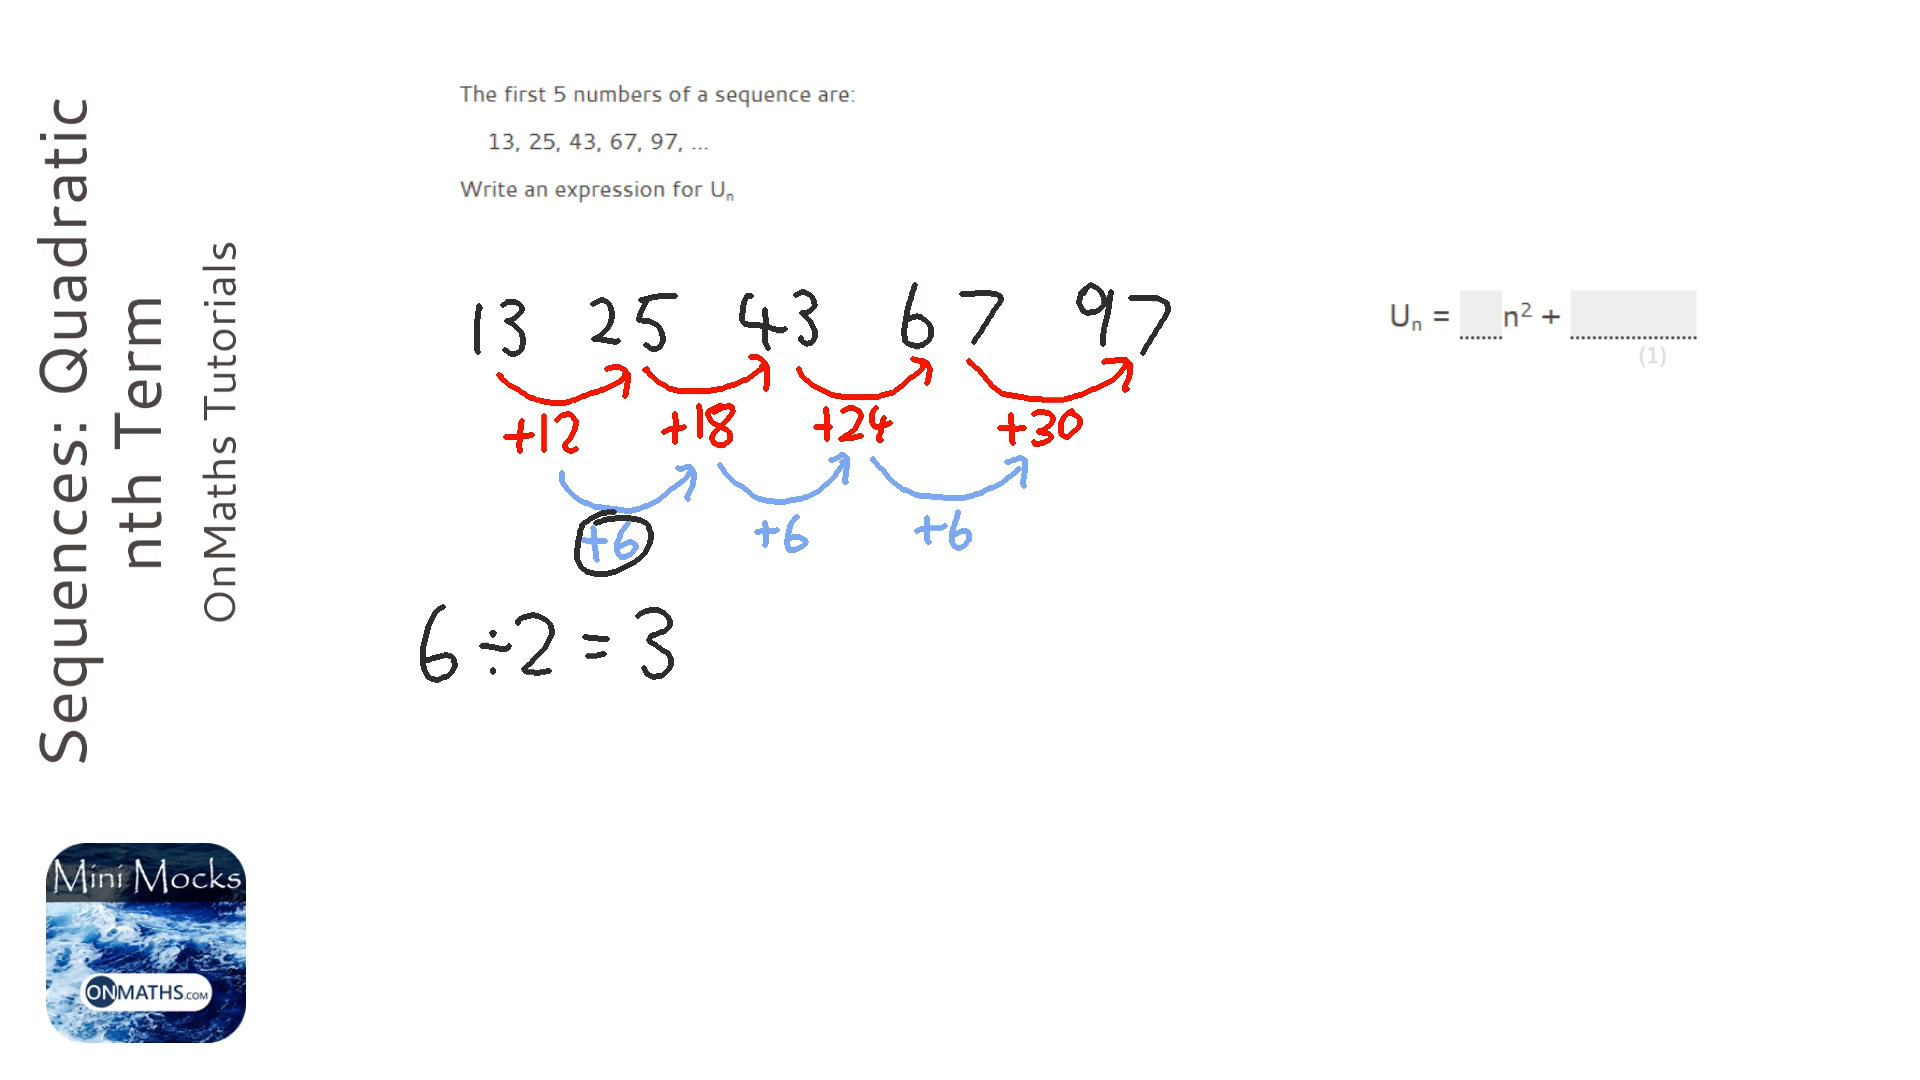 Sequences: Quadratic
nth Term
OnMaths Tutorials
The first 5 numbers of a sequence are:
13, 25, 43, 67, 97, ...
Write an expression for Uₙ
13 25 43 67 97
+12 +18 +24 +30
+6 +6 +6
6 ÷ 2 = 3
Uₙ = n² +
(1)
Mini Mocks
ONMATHS.COM